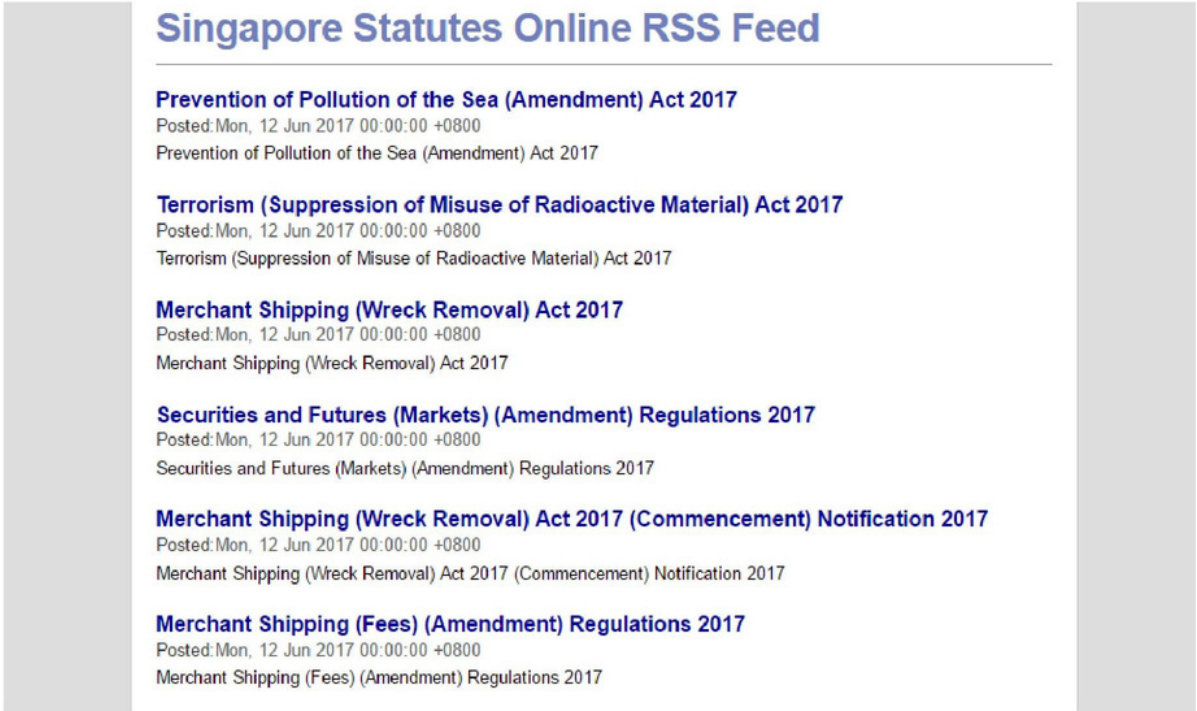 Singapore Statutes Online RSS Feed
Prevention of Pollution of the Sea (Amendment) Act 2017
Posted:Mon, 12 Jun 2017 00:00:00 +0800
Prevention of Pollution of the Sea (Amendment) Act 2017
Terrorism (Suppression of Misuse of Radioactive Material) Act 2017
Posted:Mon, 12 Jun 2017 00:00:00 +0800
Terrorism (Suppression of Misuse of Radioactive Material) Act 2017
Merchant Shipping (Wreck Removal) Act 2017
Posted:Mon, 12 Jun 2017 00:00:00 +0800
Merchant Shipping (Wreck Removal) Act 2017
Securities and Futures (Markets) (Amendment) Regulations 2017
Posted:Mon, 12 Jun 2017 00:00:00 +0800
Securities and Futures (Markets) (Amendment) Regulations 2017
Merchant Shipping (Wreck Removal) Act 2017 (Commencement) Notification 2017
Posted:Mon, 12 Jun 2017 00:00:00 +0800
Merchant Shipping (Wreck Removal) Act 2017 (Commencement) Notification 2017
Merchant Shipping (Fees) (Amendment) Regulations 2017
Posted:Mon, 12 Jun 2017 00:00:00 +0800
Merchant Shipping (Fees) (Amendment) Regulations 2017